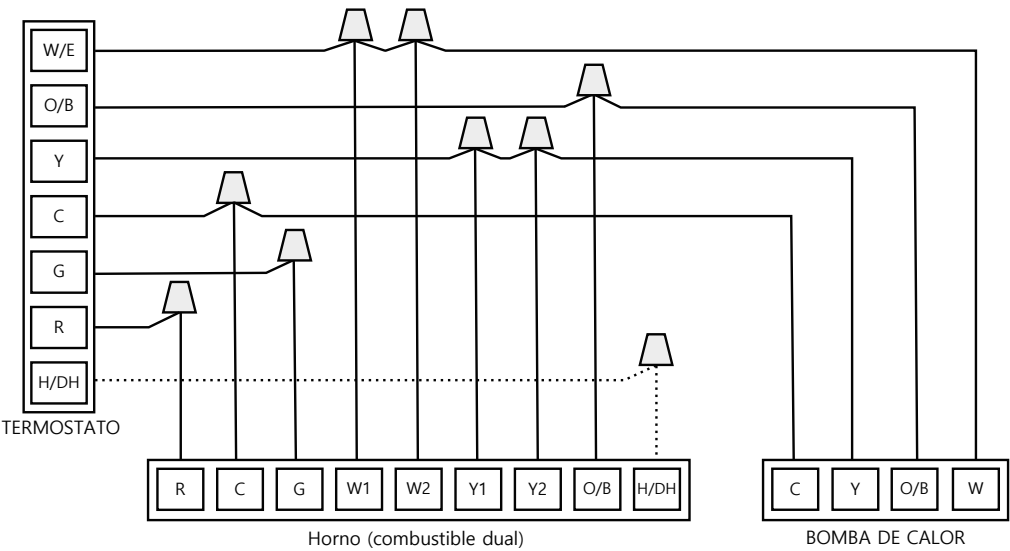 W/E
O/B
Y
C
G
R
H/DH
TERMOSTATO
R C G W1 W2 Y1 Y2 O/B H/DH
Horno (combustible dual)
C Y O/B W
BOMBA DE CALOR